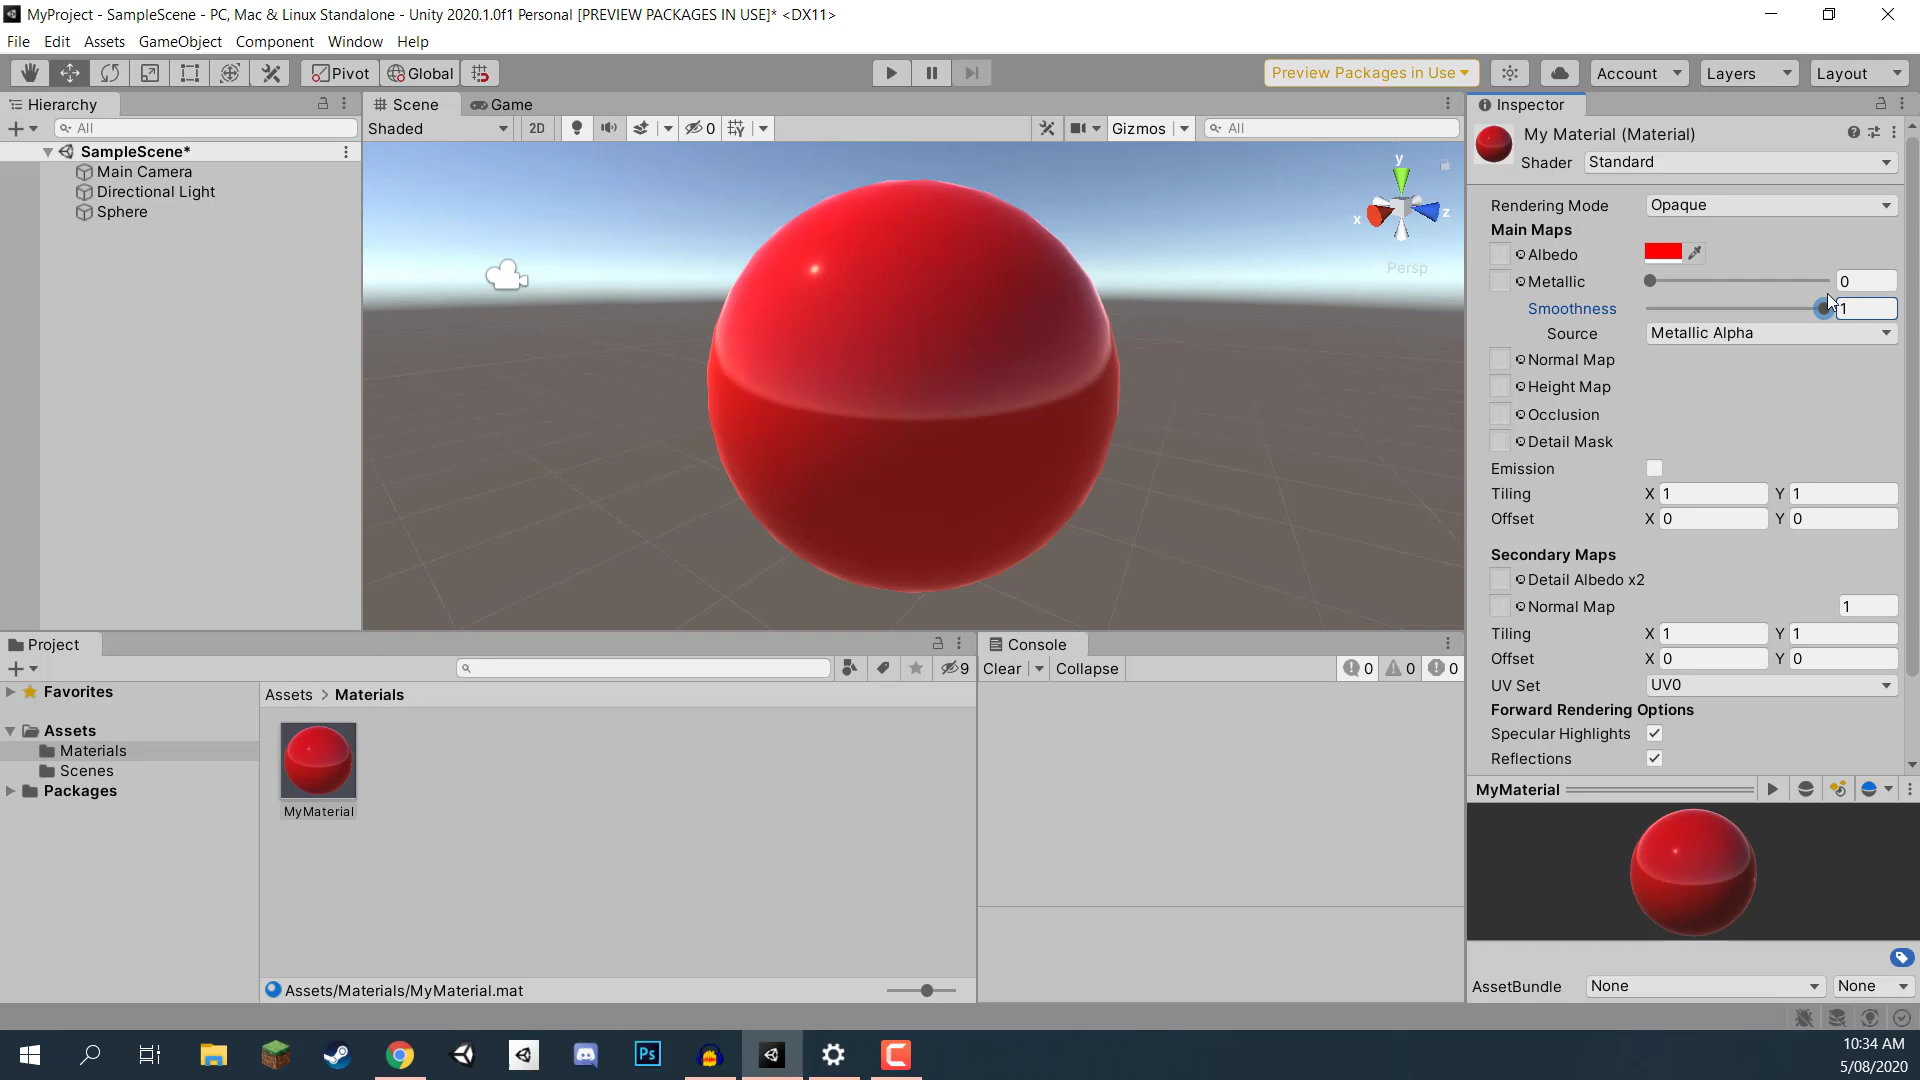 MyProject - SampleScene - PC, Mac & Linux Standalone - Unity 2020.1.0f1 Personal [PREVIEW PACKAGES IN USE]* <DX11>
File Edit Assets GameObject Component Window Help
Pivot Global Preview Packages in Use Account Layers Layout
Hierarchy
All
SampleScene*
Main Camera
Directional Light
Sphere
Scene Game
Shaded 2D 0 Gizmos All
y
x z
Persp
Inspector
My Material (Material)
Shader Standard
Rendering Mode Opaque
Main Maps
Albedo
Metallic 0
Smoothness 1
Source Metallic Alpha
Normal Map
Height Map
Occlusion
Detail Mask
Emission
Tiling X 1 Y 1
Offset X 0 Y 0
Secondary Maps
Detail Albedo x2
Normal Map 1
Tiling X 1 Y 1
Offset X 0 Y 0
UV Set UV0
Forward Rendering Options
Specular Highlights
Reflections
MyMaterial
AssetBundle None None
Project
9
Favorites
Assets
Materials
Scenes
Packages
Assets > Materials
MyMaterial
Assets/Materials/MyMaterial.mat
Console
Clear Collapse 0 0 0
Ps
10:34 AM
5/08/2020